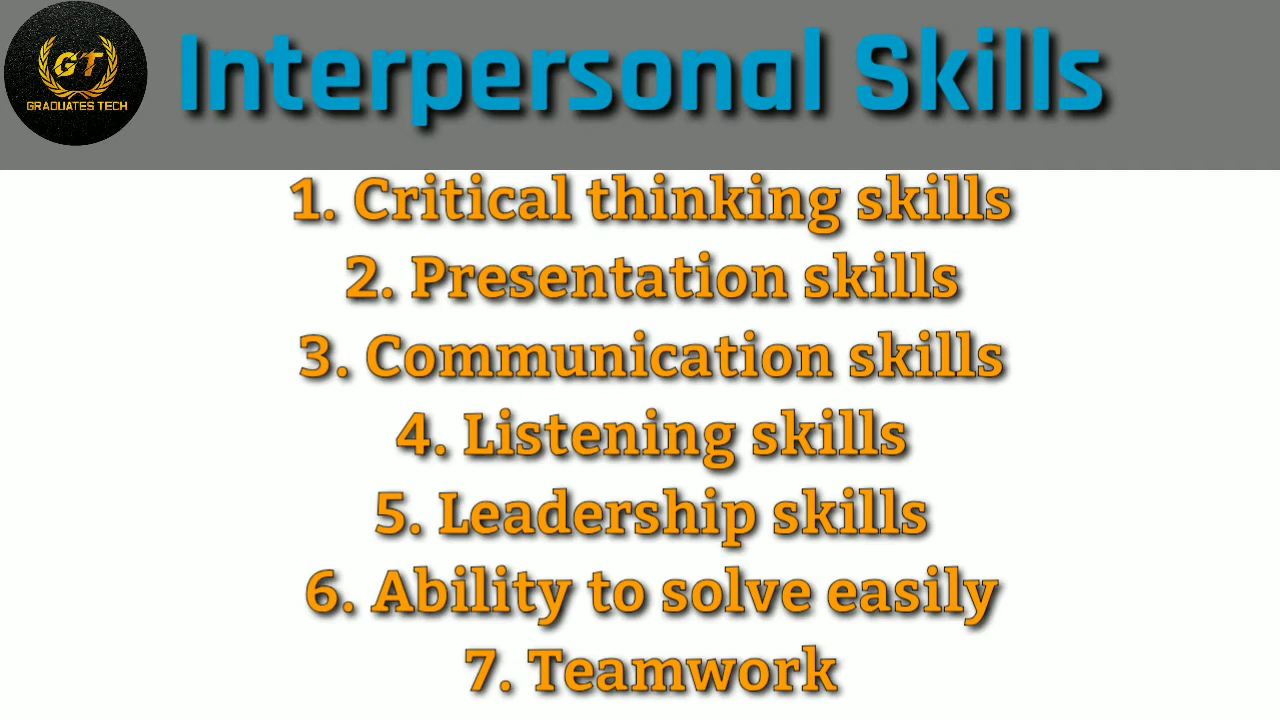 GT
GRADUATES TECH
Interpersonal Skills
1. Critical thinking skills
2. Presentation skills
3. Communication skills
4. Listening skills
5. Leadership skills
6. Ability to solve easily
7. Teamwork